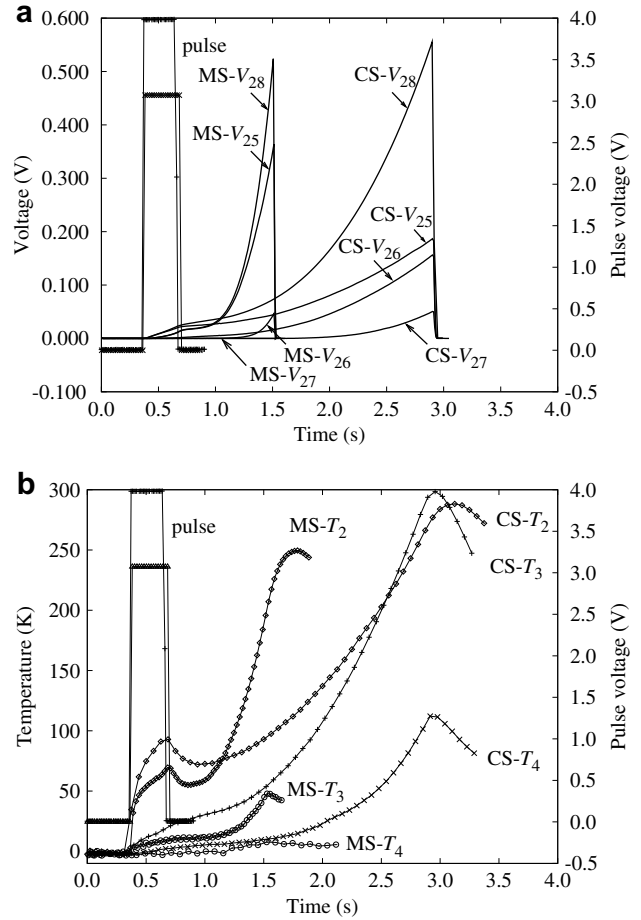 a
0.600
0.500
0.400
0.300
0.200
0.100
0.000
-0.100
Voltage (V)
4.0
3.5
3.0
2.5
2.0
1.5
1.0
0.5
0.0
-0.5
Pulse voltage (V)
pulse
MS-V28
MS-V25
CS-V28
CS-V25
CS-V26
MS-V26
MS-V27
CS-V27
0.0 0.5 1.0 1.5 2.0 2.5 3.0 3.5 4.0
Time (s)
b
300
250
200
150
100
50
0
Temperature (K)
4.0
3.5
3.0
2.5
2.0
1.5
1.0
0.5
0.0
-0.5
Pulse voltage (V)
pulse
MS-T2
CS-T2
CS-T3
CS-T4
MS-T3
MS-T4
0.0 0.5 1.0 1.5 2.0 2.5 3.0 3.5 4.0
Time (s)